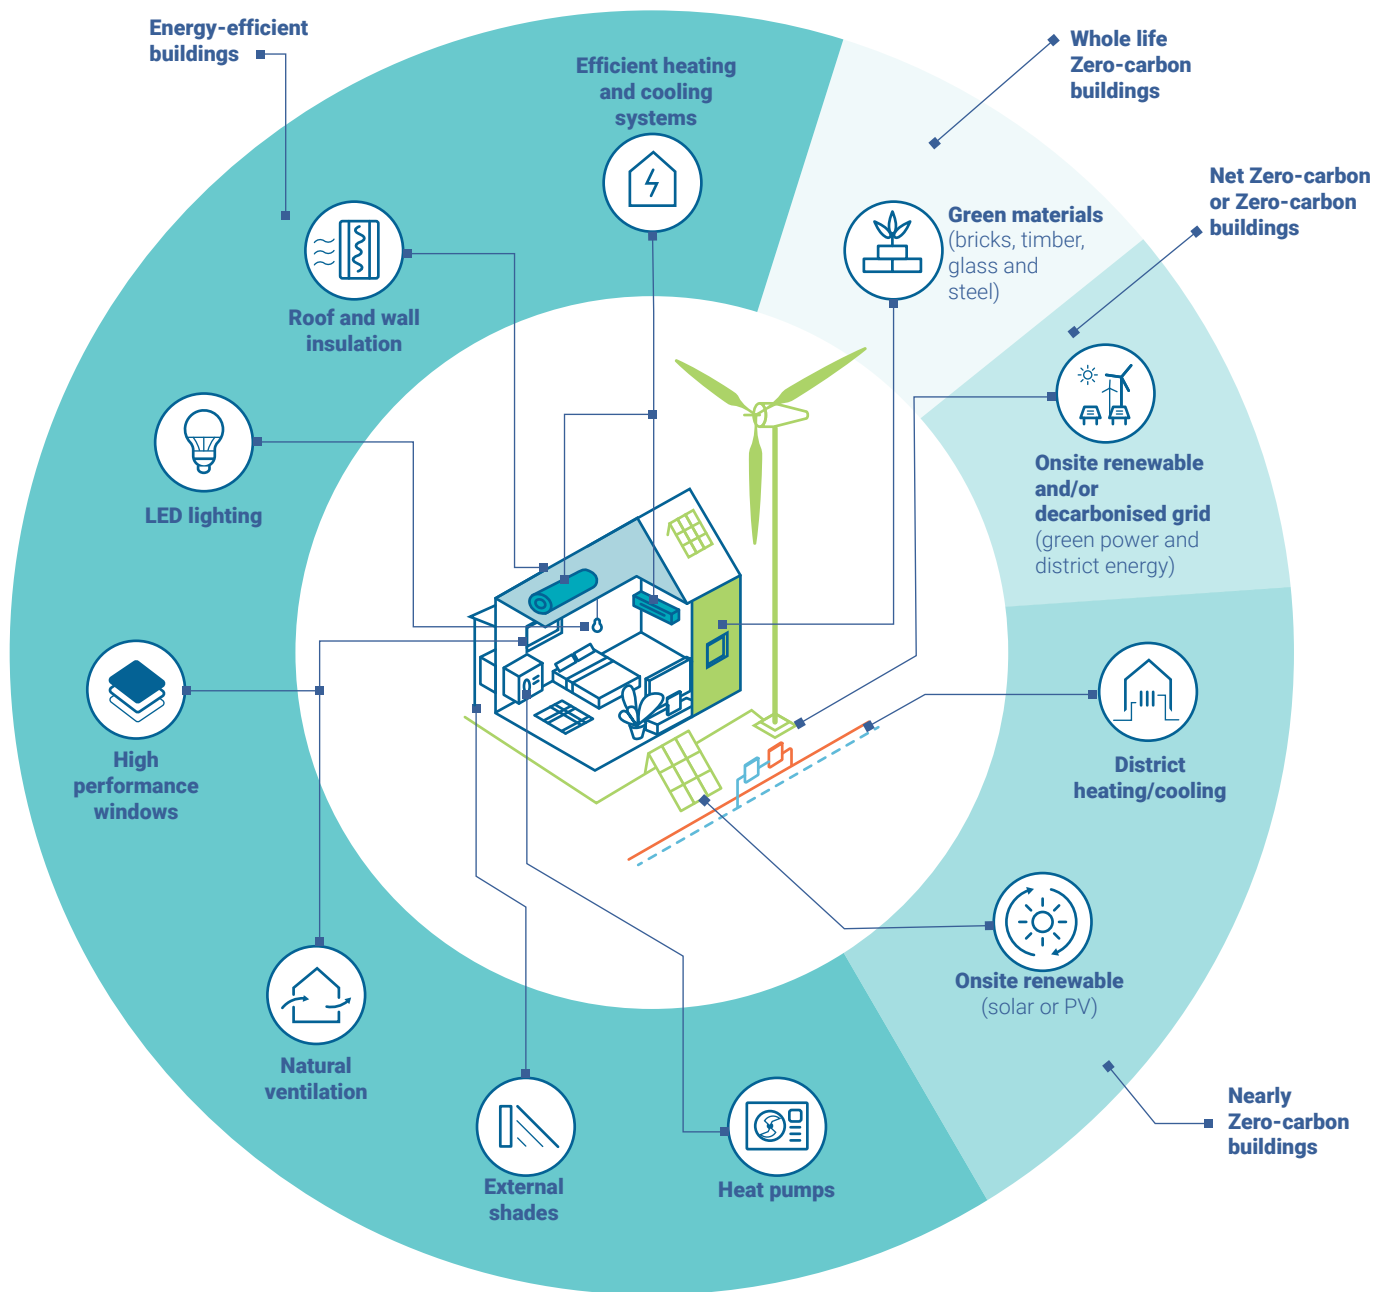 Energy-efficient
buildings
Efficient heating
and cooling
systems
Whole life
Zero-carbon
buildings
Net Zero-carbon
or Zero-carbon
buildings
Green materials
(bricks, timber,
glass and
steel)
Roof and wall
insulation
LED lighting
Onsite renewable
and/or
decarbonised grid
(green power and
district energy)
High
performance
windows
District
heating/cooling
Onsite renewable
(solar or PV)
Natural
ventilation
External
shades
Heat pumps
Nearly
Zero-carbon
buildings